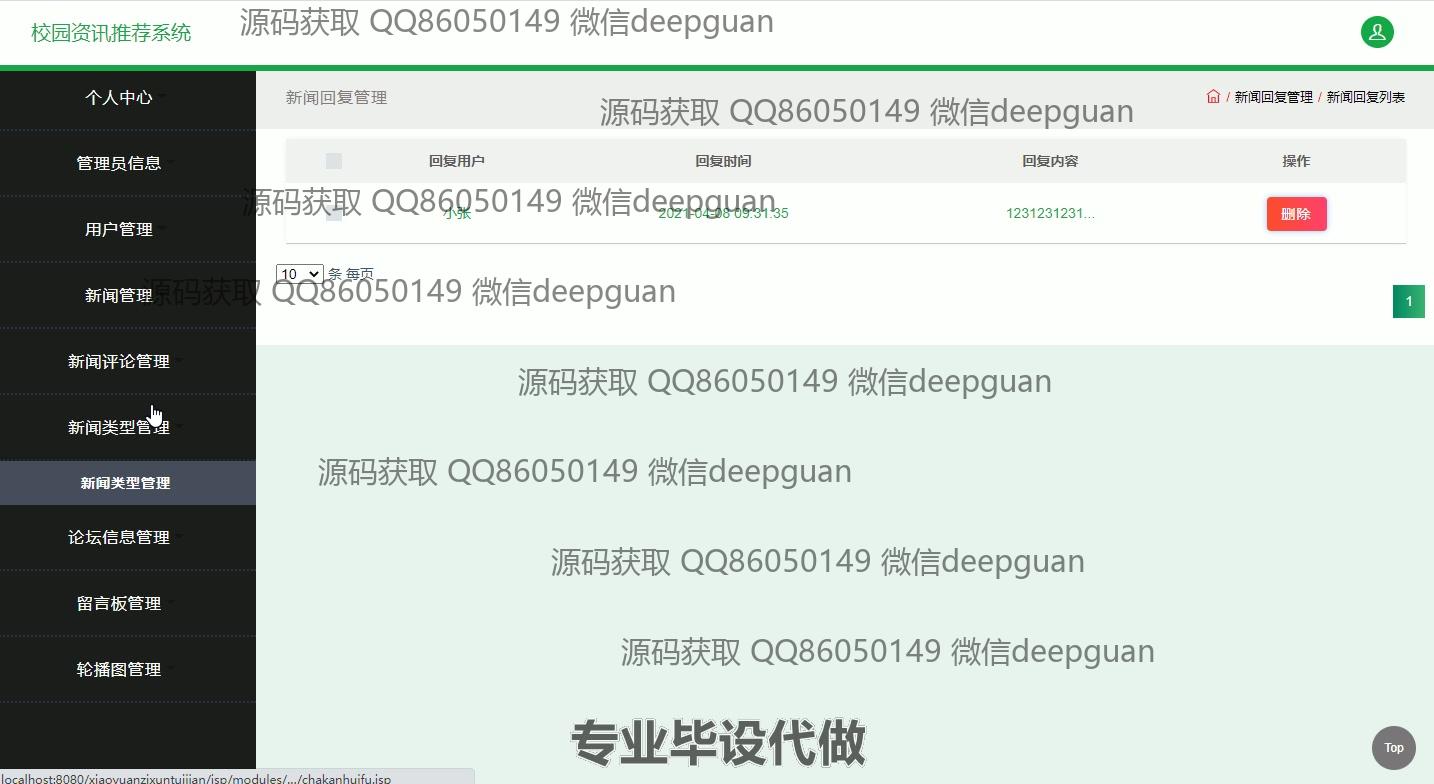 校园资讯推荐系统
源码获取 QQ86050149 微信deepguan
个人中心
新闻回复管理
/ 新闻回复管理 / 新闻回复列表
源码获取 QQ86050149 微信deepguan
管理员信息
回复用户 回复时间 回复内容 操作
源码获取 QQ86050149 微信deepguan
小张 2021-04-08 09:31:35 1231231231... 删除
用户管理
10 条 每页
新闻管理
源码获取 QQ86050149 微信deepguan
1
新闻评论管理
源码获取 QQ86050149 微信deepguan
新闻类型管理
源码获取 QQ86050149 微信deepguan
新闻类型管理
论坛信息管理
源码获取 QQ86050149 微信deepguan
留言板管理
源码获取 QQ86050149 微信deepguan
轮播图管理
专业毕设代做
Top
localhost:8080/xiaoyuanzixuntuijian/jsp/modules/.../chakanhuifu.jsp